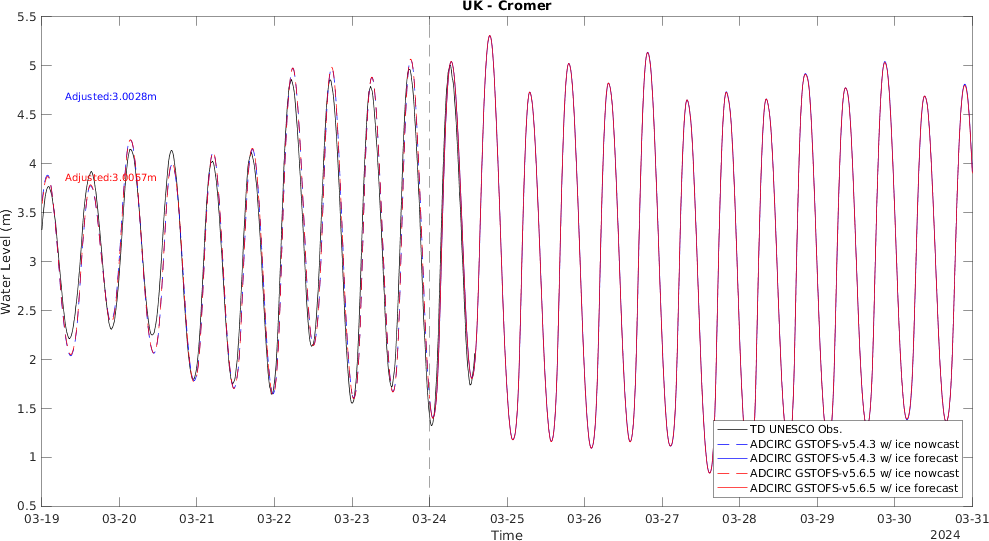 UK - Cromer
5.5
5
4.5
4
3.5
3
2.5
2
1.5
1
0.5
Water Level (m)
Adjusted:3.0028m
Adjusted:3.0057m
TD UNESCO Obs.
ADCIRC GSTOFS-v5.4.3 w/ ice nowcast
ADCIRC GSTOFS-v5.4.3 w/ ice forecast
ADCIRC GSTOFS-v5.6.5 w/ ice nowcast
ADCIRC GSTOFS-v5.6.5 w/ ice forecast
03-19 03-20 03-21 03-22 03-23 03-24 03-25 03-26 03-27 03-28 03-29 03-30 03-31
Time
2024